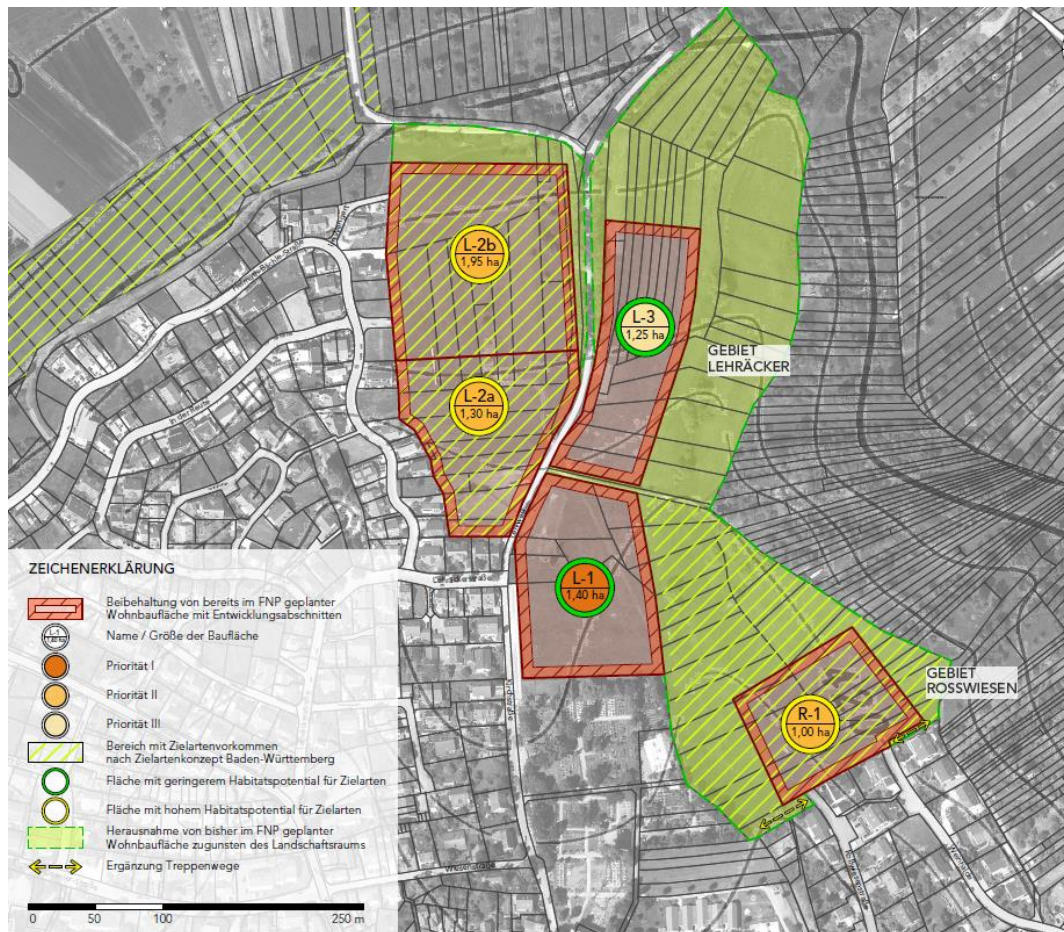 L-2b
1,95 ha
L-3
1,25 ha
GEBIET
LEHRÄCKER
L-2a
1,30 ha
In der Reute
L-1
1,40 ha
GEBIET
ROSSWIESEN
R-1
1,00 ha
ZEICHENERKLÄRUNG
Beibehaltung von bereits im FNP geplanter
Wohnbaufläche mit Entwicklungsabschnitten
Name / Größe der Baufläche
Priorität I
Priorität II
Priorität III
Bereich mit Zielartenvorkommen
nach Zielartenkonzept Baden-Württemberg
Fläche mit geringerem Habitatspotential für Zielarten
Fläche mit hohem Habitatspotential für Zielarten
Herausnahme von bisher im FNP geplanter
Wohnbaufläche zugunsten des Landschaftsraums
Ergänzung Treppenwege
0 50 100 250 m